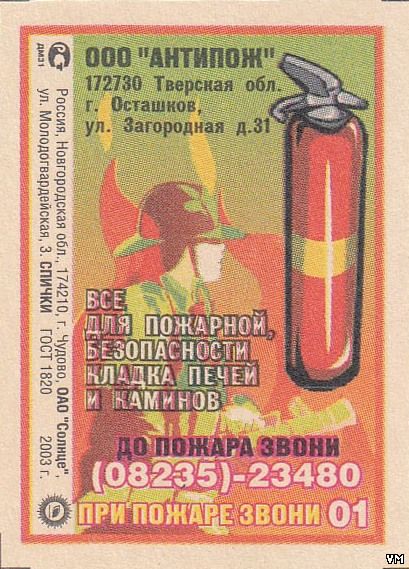 ДМ31
Россия, Новгородская обл., 174210, г. Чудово, ОАО "Солнце"
ул. Молодогвардейская, 3. СПИЧКИ ГОСТ 1820 2003 г.
ООО "АНТИПОЖ"
172730 Тверская обл.
г. Осташков,
ул. Загородная д.31
ВСЕ
ДЛЯ ПОЖАРНОЙ,
БЕЗОПАСНОСТИ
КЛАДКА ПЕЧЕЙ
И КАМИНОВ
ДО ПОЖАРА ЗВОНИ
(08235)-23480
ПРИ ПОЖАРЕ ЗВОНИ 01
VM